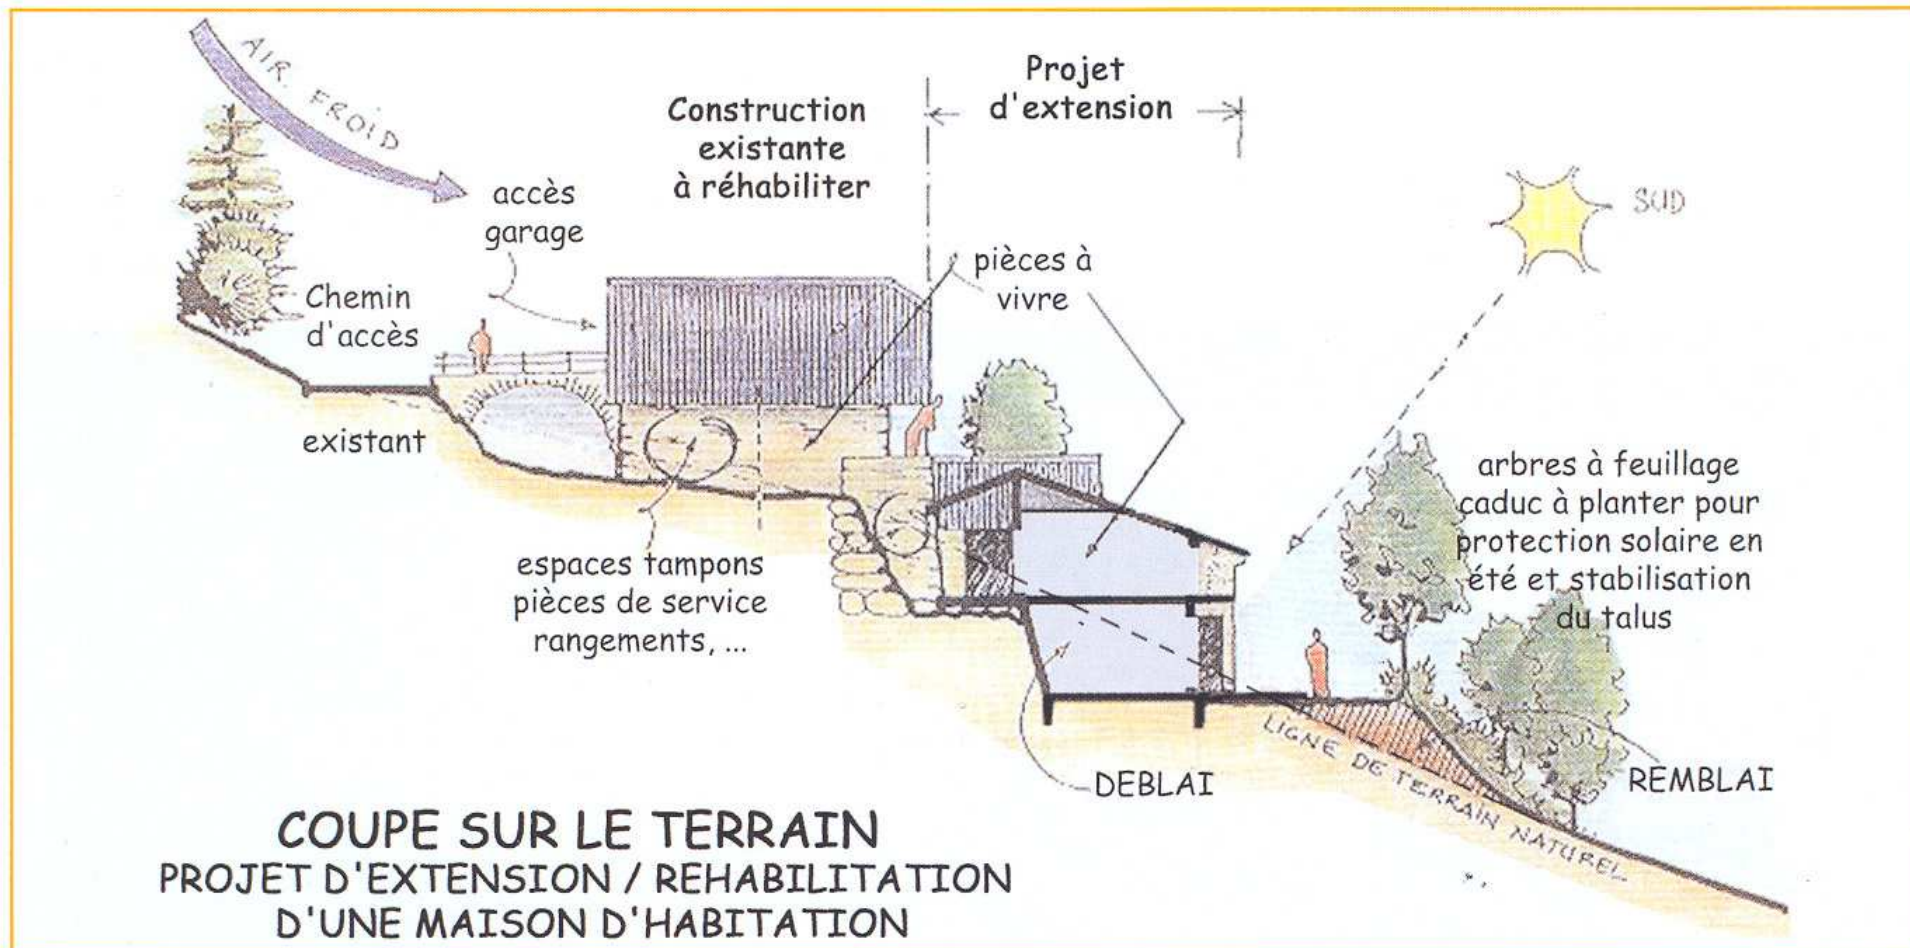 AIR FROID
Projet
d'extension
Construction
existante
à réhabiliter
accès
garage
SUD
pièces à
vivre
Chemin
d'accès
existant
arbres à feuillage
caduc à planter pour
protection solaire en
été et stabilisation
du talus
espaces tampons
pièces de service
rangements, ...
LIGNE DE TERRAIN NATUREL
DEBLAI
REMBLAI
COUPE SUR LE TERRAIN
PROJET D'EXTENSION / REHABILITATION
D'UNE MAISON D'HABITATION